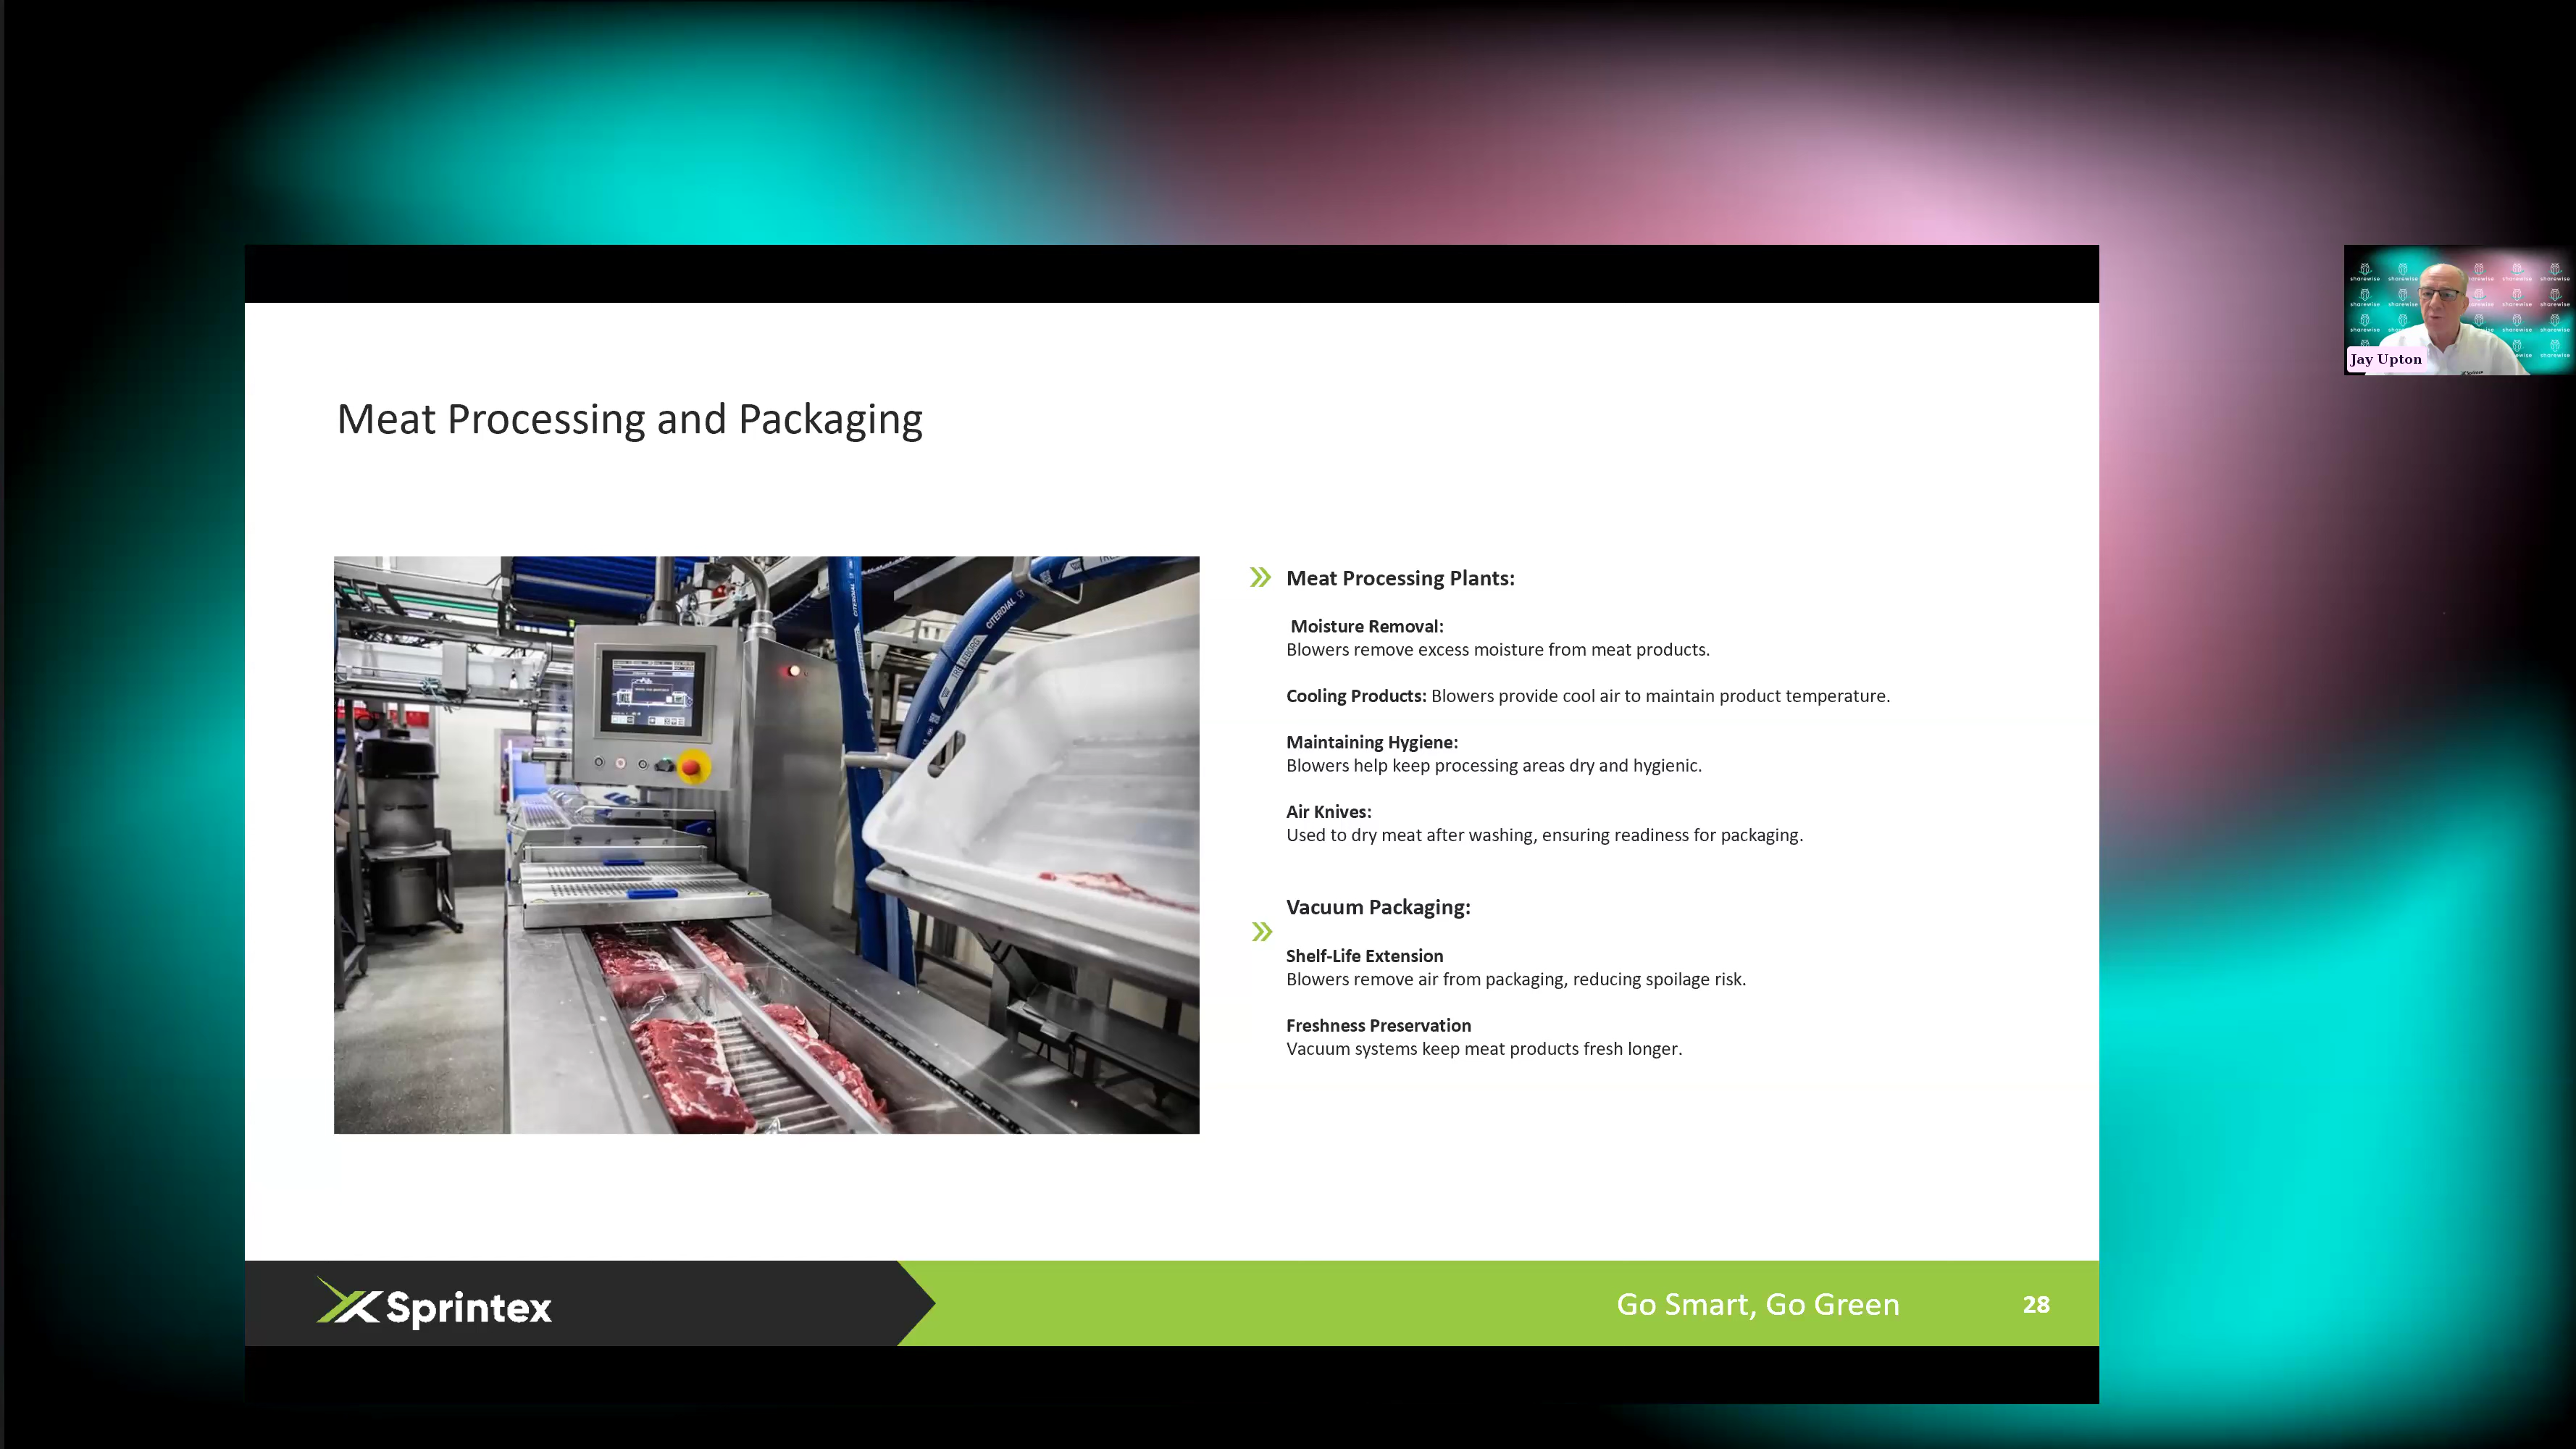 Meat Processing and Packaging
CITERDIAL
CITERDIAL
Meat Processing Plants:
Moisture Removal:
Blowers remove excess moisture from meat products.
Cooling Products: Blowers provide cool air to maintain product temperature.
Maintaining Hygiene:
Blowers help keep processing areas dry and hygienic.
Air Knives:
Used to dry meat after washing, ensuring readiness for packaging.
Vacuum Packaging:
Shelf-Life Extension
Blowers remove air from packaging, reducing spoilage risk.
Freshness Preservation
Vacuum systems keep meat products fresh longer.
Sprintex
Go Smart, Go Green
28
sharewise
Jay Upton